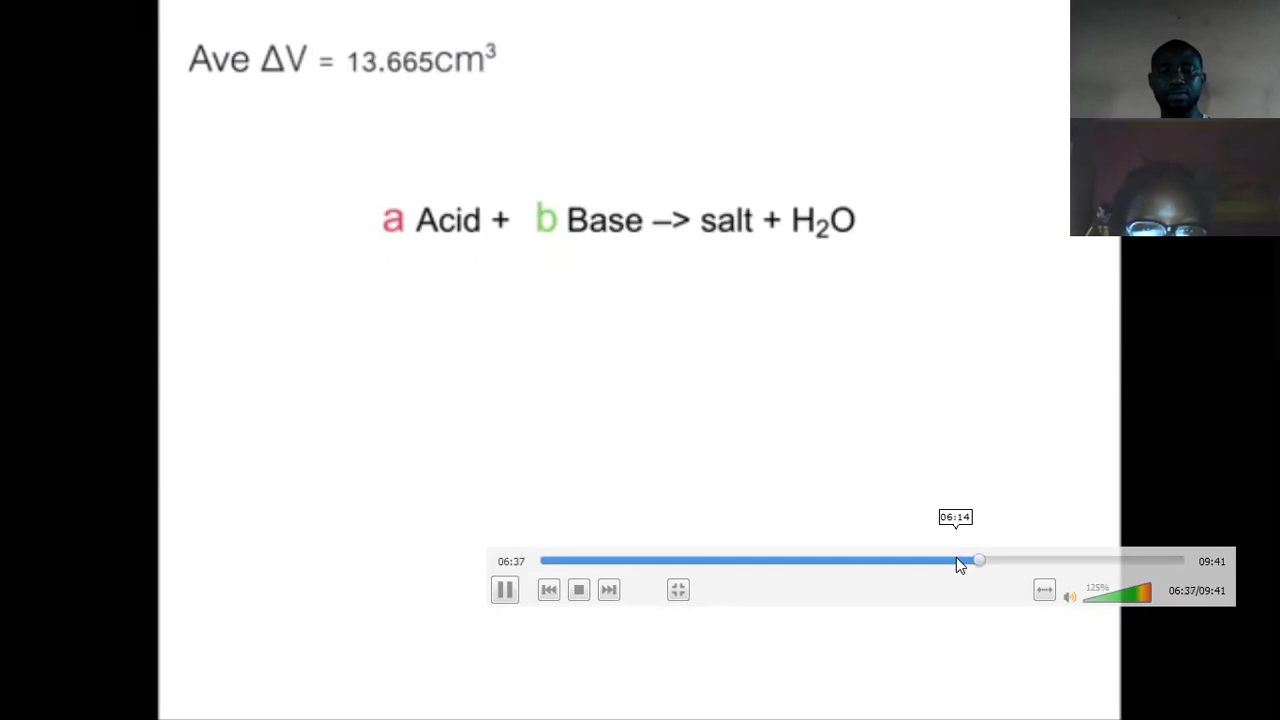 Ave ΔV = 13.665cm³
a Acid + b Base –> salt + H₂O
06:14
06:37
09:41
125%
06:37/09:41